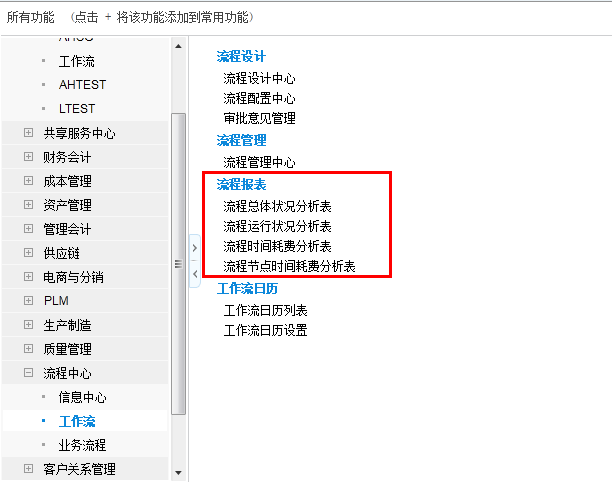 所有功能 (点击 + 将该功能添加到常用功能)
工作流
AHTEST
LTEST
共享服务中心
财务会计
成本管理
资产管理
管理会计
供应链
电商与分销
PLM
生产制造
质量管理
流程中心
信息中心
工作流
业务流程
客户关系管理
流程设计
流程设计中心
流程配置中心
审批意见管理
流程管理
流程管理中心
流程报表
流程总体状况分析表
流程运行状况分析表
流程时间耗费分析表
流程节点时间耗费分析表
工作流日历
工作流日历列表
工作流日历设置